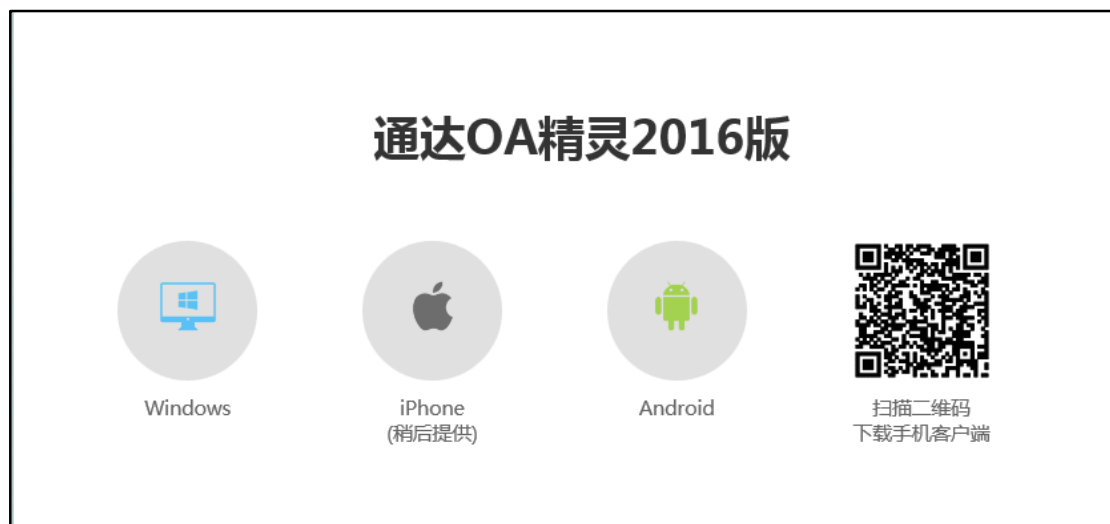 通达OA精灵2016版
Windows
iPhone
(稍后提供)
Android
扫描二维码
下载手机客户端